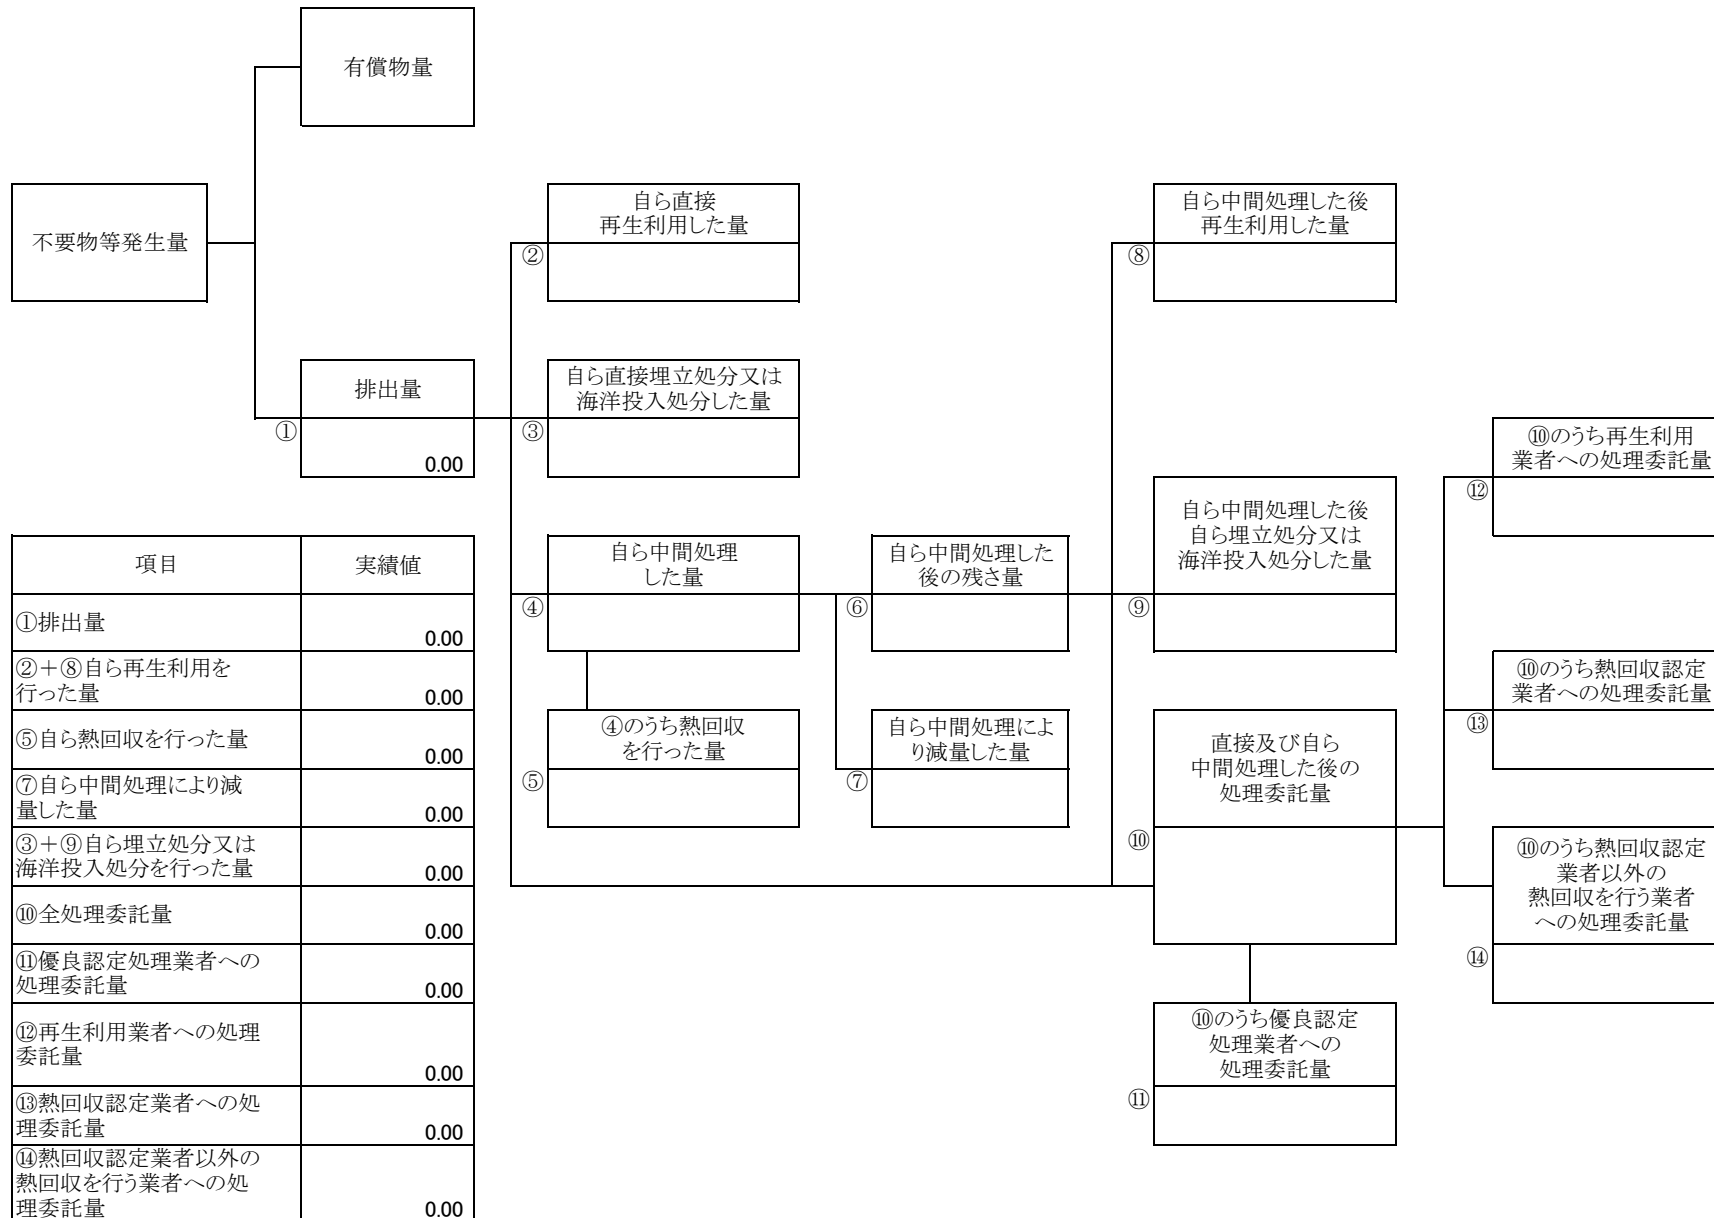 有償物量
不要物等発生量
自ら直接
再生利用した量
②
自ら中間処理した後
再生利用した量
⑧
排出量
①
0.00
自ら直接埋立処分又は
海洋投入処分した量
③
⑩のうち再生利用
業者への処理委託量
⑫
自ら中間処理した後
自ら埋立処分又は
海洋投入処分した量
⑨
自ら中間処理
した量
④
自ら中間処理した
後の残さ量
⑥
④のうち熱回収
を行った量
⑤
自ら中間処理によ
り減量した量
⑦
直接及び自ら
中間処理した後の
処理委託量
⑩
⑩のうち熱回収認定
業者への処理委託量
⑬
⑩のうち熱回収認定
業者以外の
熱回収を行う業者
への処理委託量
⑭
⑩のうち優良認定
処理業者への
処理委託量
⑪
項目 実績値
①排出量
0.00
②+⑧自ら再生利用を
行った量
0.00
⑤自ら熱回収を行った量
0.00
⑦自ら中間処理により減
量した量
0.00
③+⑨自ら埋立処分又は
海洋投入処分を行った量
0.00
⑩全処理委託量
0.00
⑪優良認定処理業者への
処理委託量
0.00
⑫再生利用業者への処理
委託量
0.00
⑬熱回収認定業者への処
理委託量
0.00
⑭熱回収認定業者以外の
熱回収を行う業者への処
理委託量
0.00